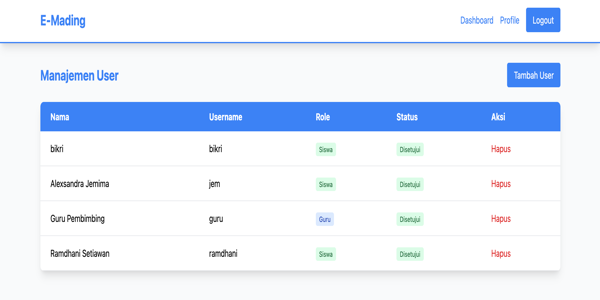 E-Mading
Dashboard Profile Logout
Manajemen User
Tambah User
Nama Username Role Status Aksi
bikri bikri Siswa Disetujui Hapus
Alexsandra Jemima jem Siswa Disetujui Hapus
Guru Pembimbing guru Guru Disetujui Hapus
Ramdhani Setiawan ramdhani Siswa Disetujui Hapus